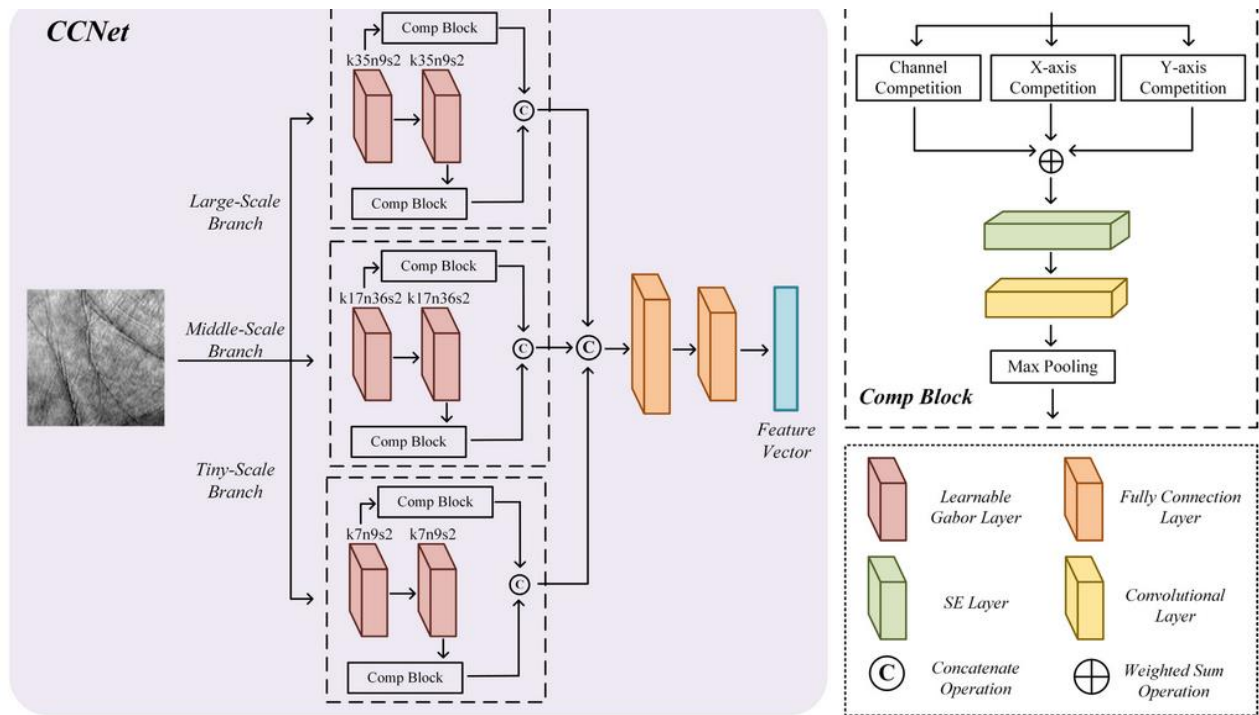 CCNet
Comp Block
k35n9s2 k35n9s2
C
Comp Block
Large-Scale
Branch
Comp Block
k17n36s2 k17n36s2
Middle-Scale
Branch
C
C
Comp Block
Feature
Vector
Tiny-Scale
Branch
Comp Block
k7n9s2 k7n9s2
C
Comp Block
Channel
Competition
X-axis
Competition
Y-axis
Competition
Max Pooling
Comp Block
Learnable
Gabor Layer
Fully Connection
Layer
SE Layer
Convolutional
Layer
C
Concatenate
Operation
Weighted Sum
Operation